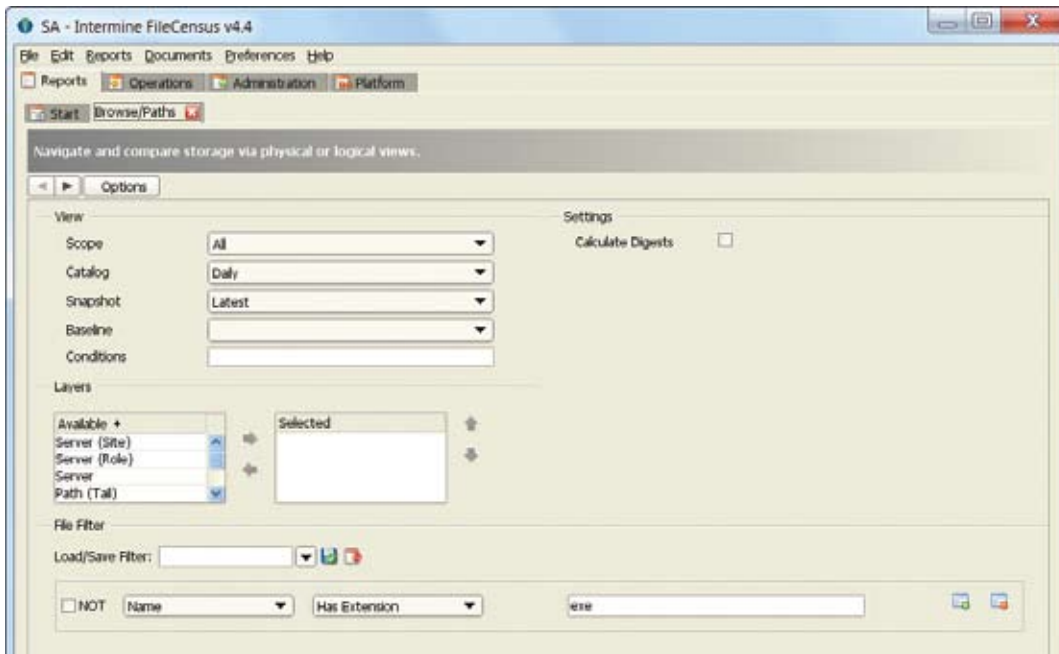 SA - Intermine FileCensus v4.4
File Edit Reports Documents Preferences Help
Reports Operations Administration Platform
Start Browse/Paths
Navigate and compare storage via physical or logical views.
Options
View
Settings
Scope All
Calculate Digests
Catalog Daily
Snapshot Latest
Baseline
Conditions
Layers
Available +
Selected
Server (Site)
Server (Role)
Server
Path (Tail)
File Filter
Load/Save Filter:
NOT Name Has Extension exe